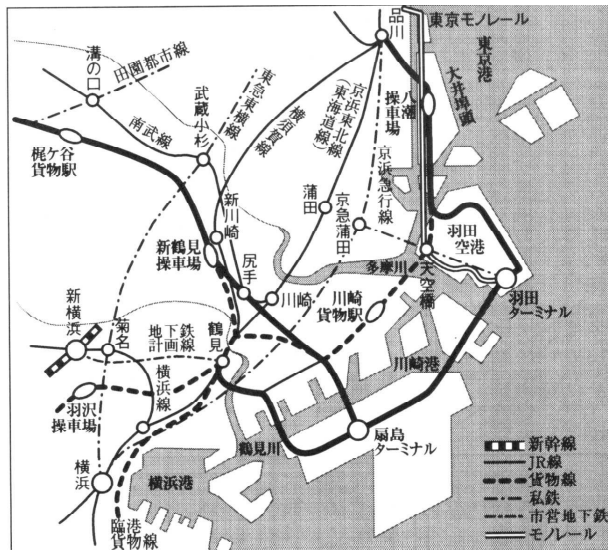 品川
東京モノレール
東京港
大井埠頭
八潮
操車場
溝の口
田園都市線
武蔵小杉
東急東横線
横須賀線
京浜東北線
(東海道線)
京浜急行線
南武線
梶ケ谷
貨物駅
新川崎
蒲田
京急蒲田
羽田
空港
新鶴見
操車場
尻手
多摩川
天空橋
羽田
ターミナル
川崎
川崎
貨物駅
新横浜
菊名
地下鉄
計画線
鶴見
川崎港
横浜線
羽沢
操車場
横浜
鶴見川
扇島
ターミナル
横浜港
臨港
貨物線
新幹線
JR線
貨物線
私鉄
市営地下鉄
モノレール